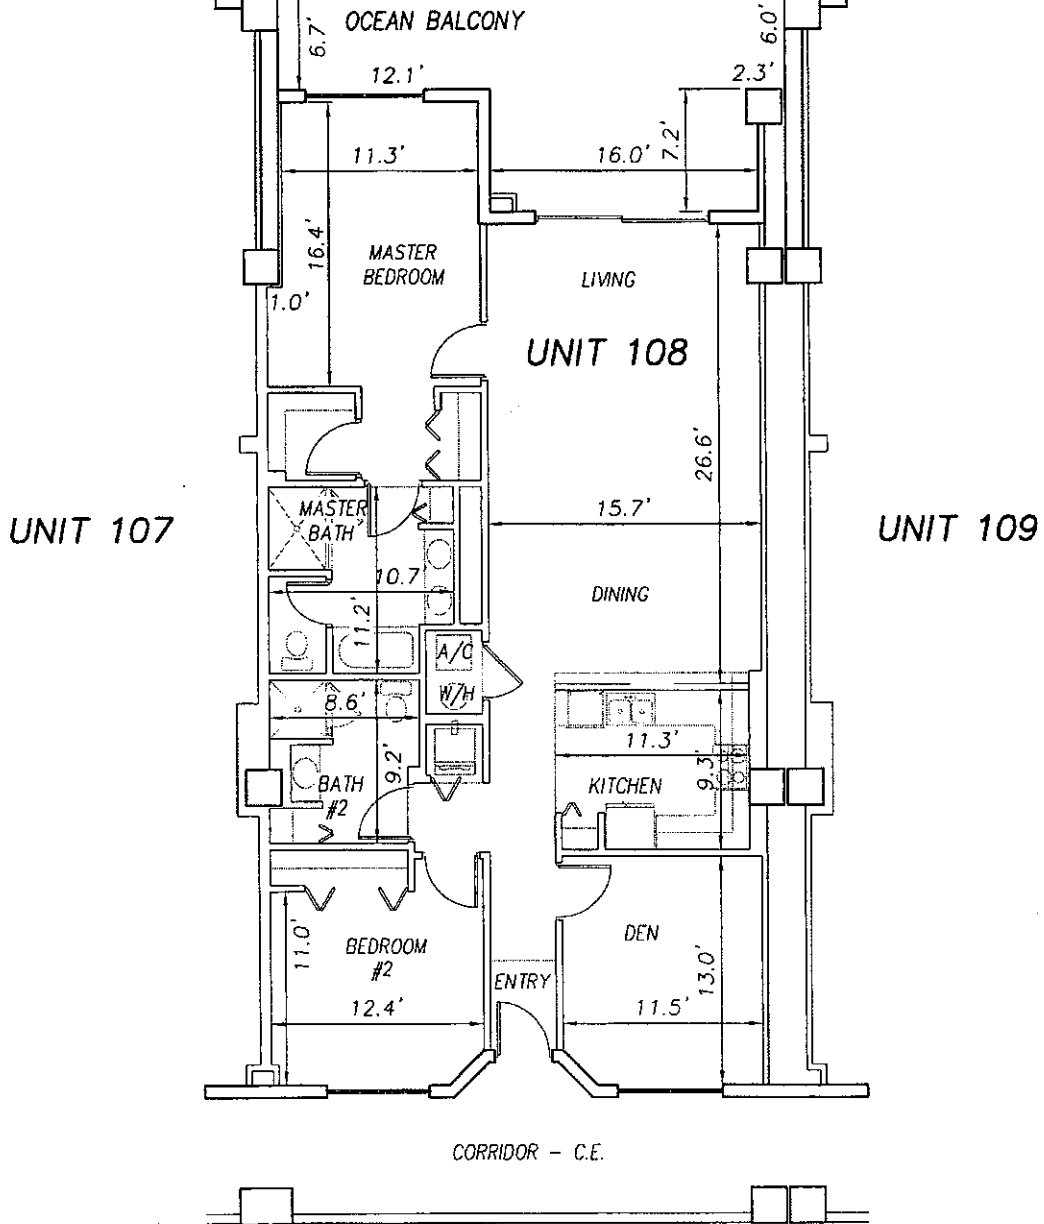 OCEAN BALCONY
6.7'
6.0'
12.1'
2.3'
7.2'
11.3'
16.0'
16.4'
MASTER
BEDROOM
LIVING
1.0'
UNIT 108
26.6'
UNIT 107
MASTER
BATH
15.7'
UNIT 109
10.7'
DINING
11.2'
A/C
W/H
8.6'
11.3'
9.2'
9.3'
BATH
#2
KITCHEN
11.0'
BEDROOM
#2
DEN
13.0'
ENTRY
12.4'
11.5'
CORRIDOR - C.E.